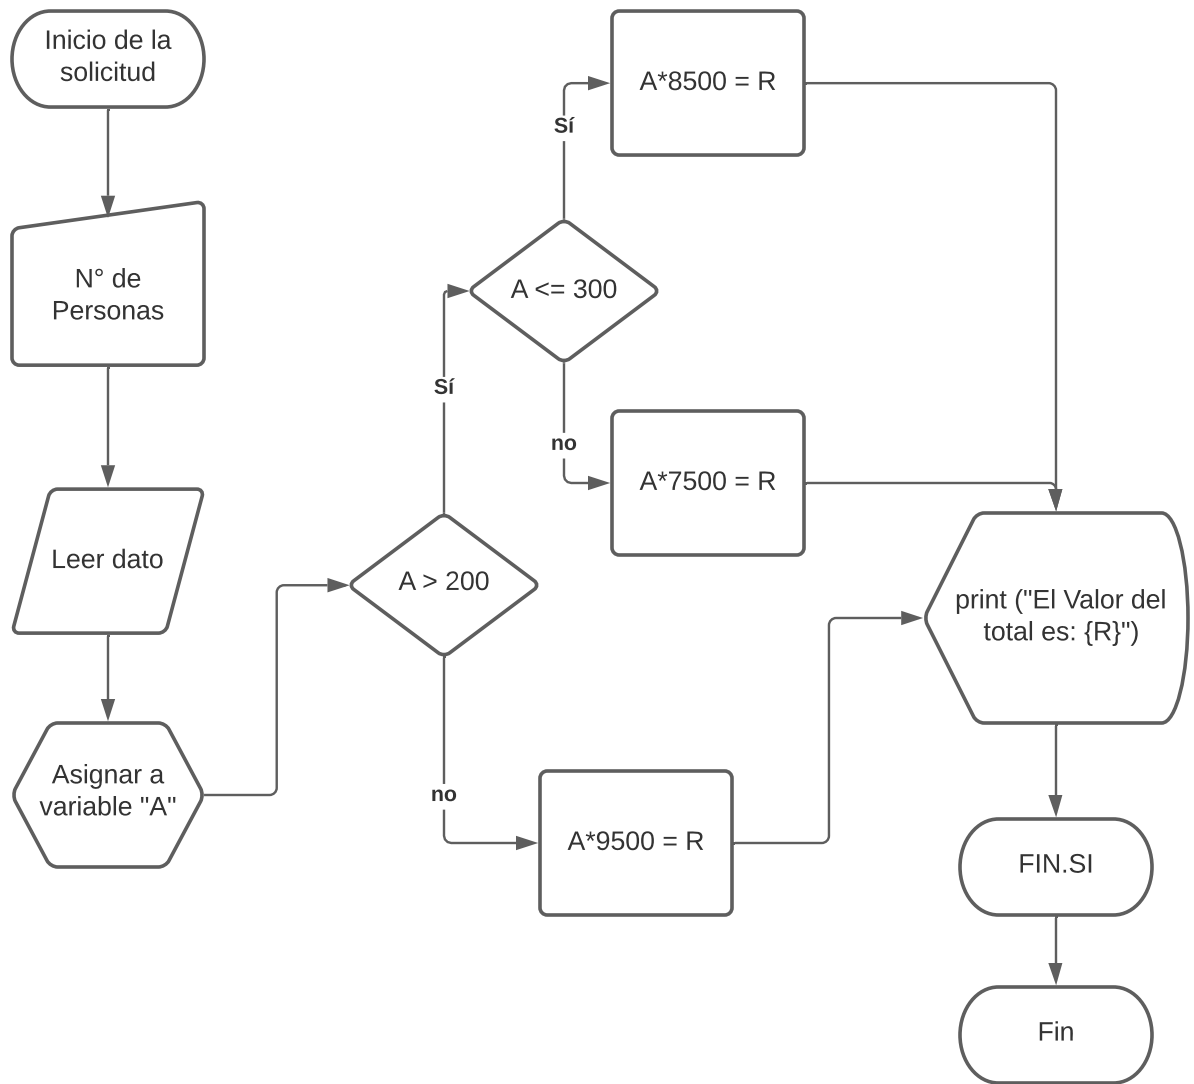 Inicio de la
solicitud
N° de
Personas
Leer dato
Asignar a
variable "A"
A > 200
Sí
no
A <= 300
Sí
no
A*8500 = R
A*7500 = R
A*9500 = R
print ("El Valor del
total es: {R}")
FIN.SI
Fin